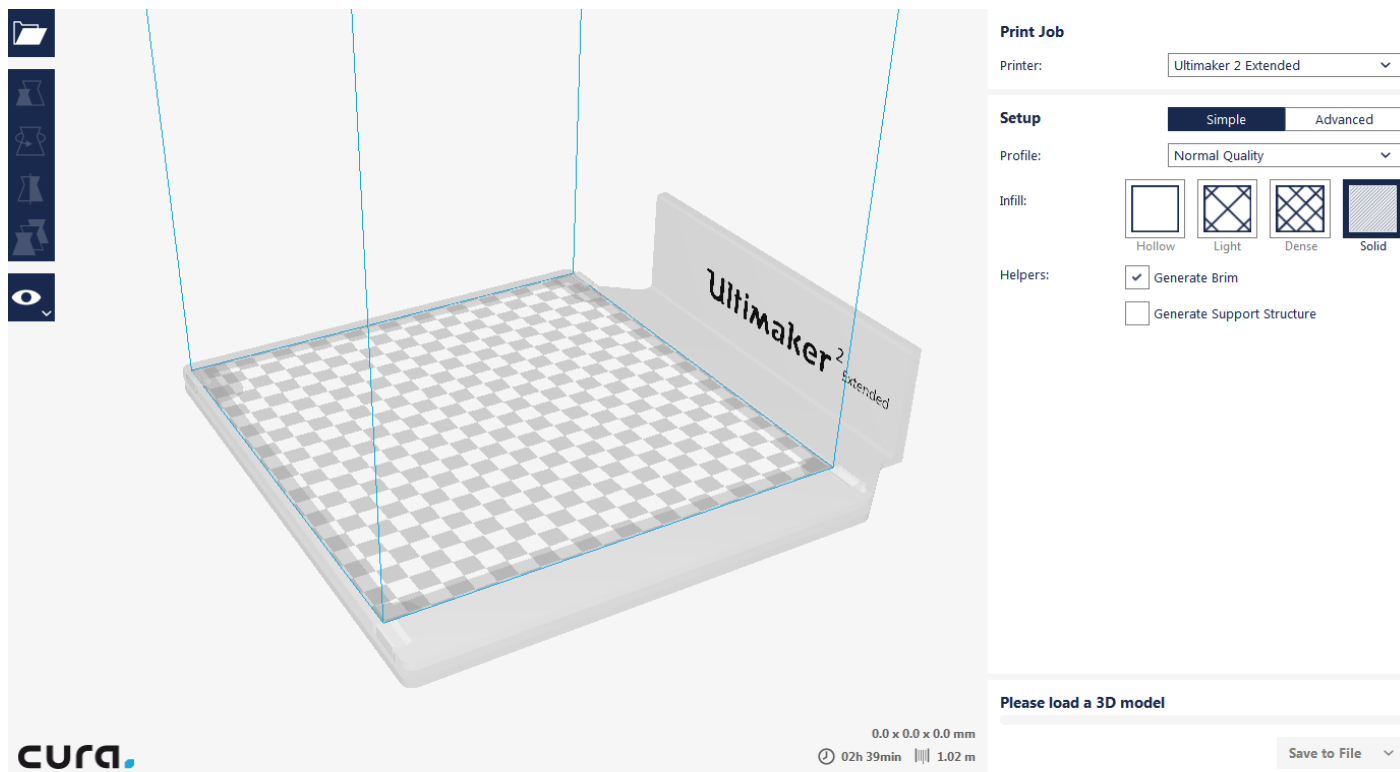 Print Job
Printer: Ultimaker 2 Extended
Setup Simple Advanced
Profile: Normal Quality
Infill:
Hollow Light Dense Solid
Helpers: Generate Brim
Generate Support Structure
Ultimaker 2
Extended
Please load a 3D model
0.0 x 0.0 x 0.0 mm
02h 39min 1.02 m
Save to File
cura.